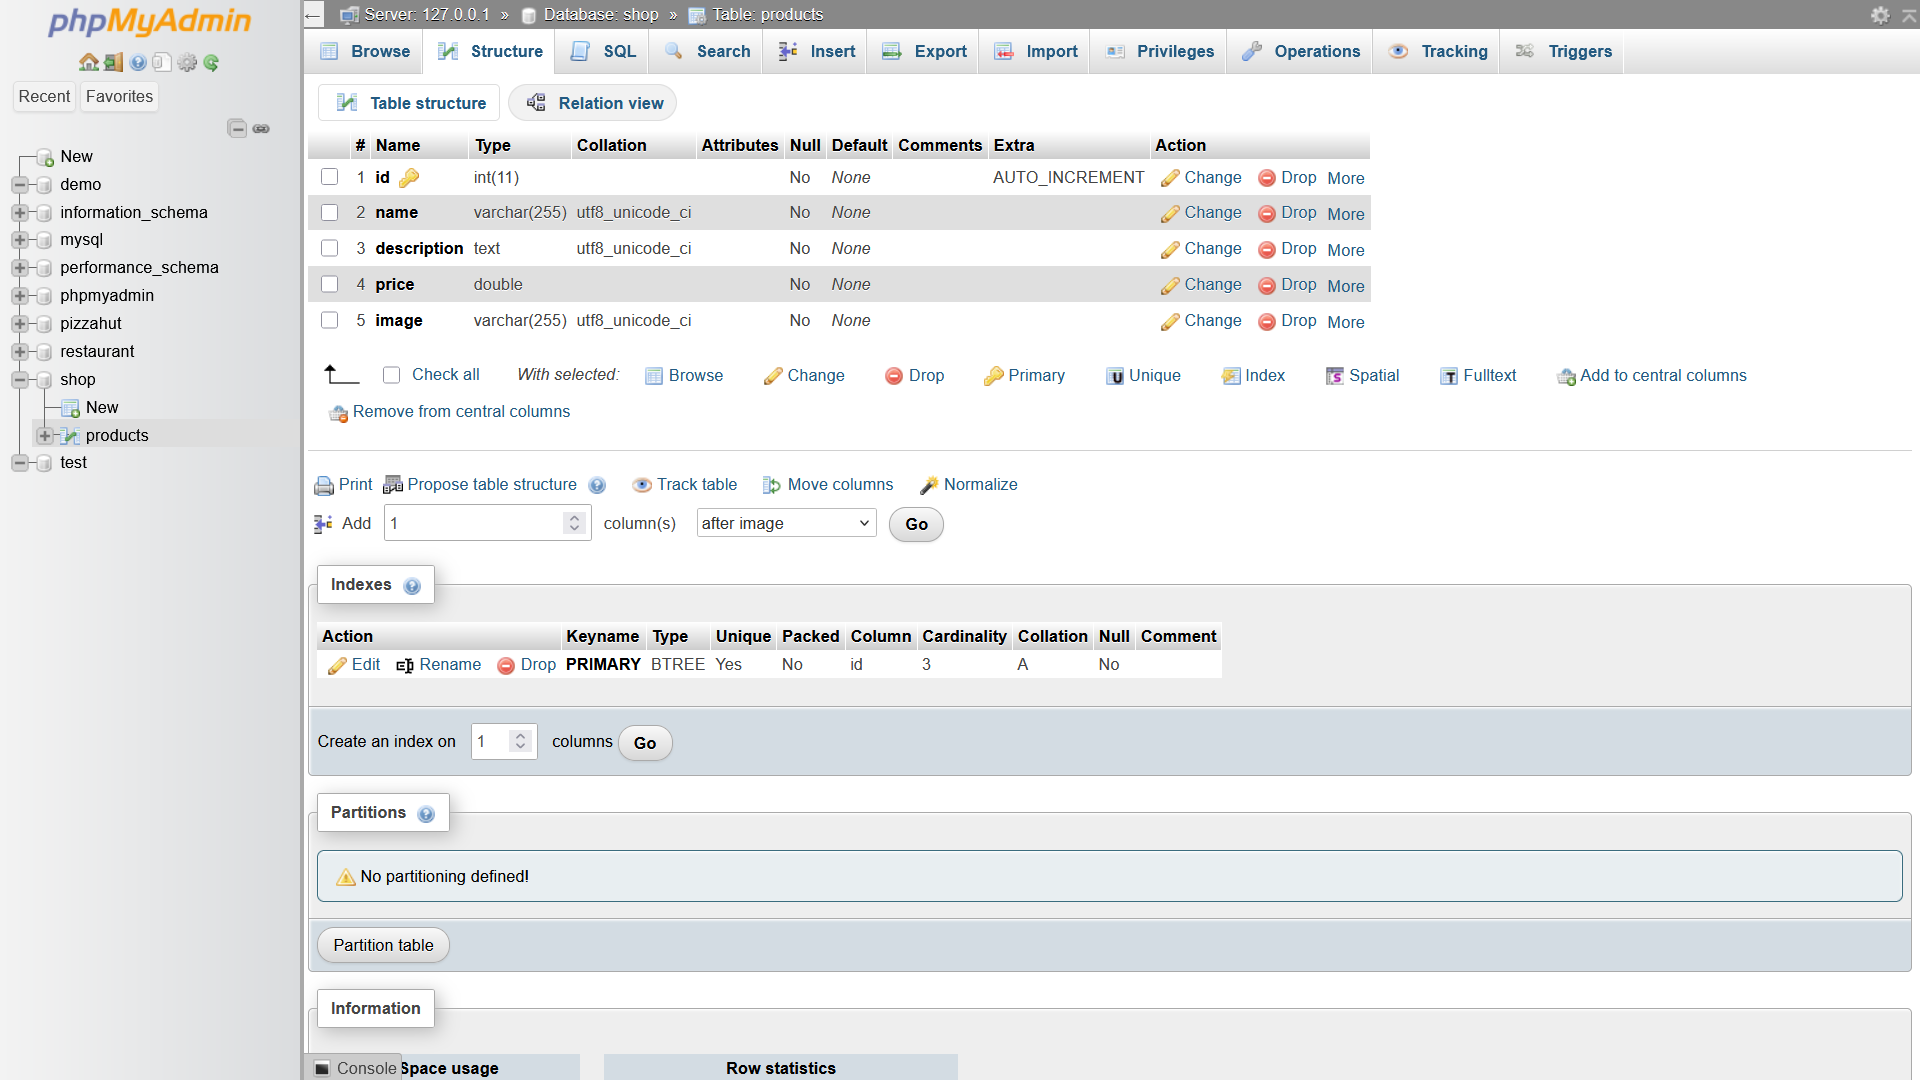 phpMyAdmin
Recent Favorites
New
demo
information_schema
mysql
performance_schema
phpmyadmin
pizzahut
restaurant
shop
New
products
test
Server: 127.0.0.1 » Database: shop » Table: products
Browse Structure SQL Search Insert Export Import Privileges Operations Tracking Triggers
Table structure Relation view
# Name Type Collation Attributes Null Default Comments Extra Action
1 id int(11) No None AUTO_INCREMENT Change Drop More
2 name varchar(255) utf8_unicode_ci No None Change Drop More
3 description text utf8_unicode_ci No None Change Drop More
4 price double No None Change Drop More
5 image varchar(255) utf8_unicode_ci No None Change Drop More
Check all With selected: Browse Change Drop Primary Unique Index Spatial Fulltext Add to central columns
Remove from central columns
Print Propose table structure Track table Move columns Normalize
Add 1 column(s) after image Go
Indexes
Action Keyname Type Unique Packed Column Cardinality Collation Null Comment
Edit Rename Drop PRIMARY BTREE Yes No id 3 A No
Create an index on 1 columns Go
Partitions
No partitioning defined!
Partition table
Information
Console Space usage Row statistics